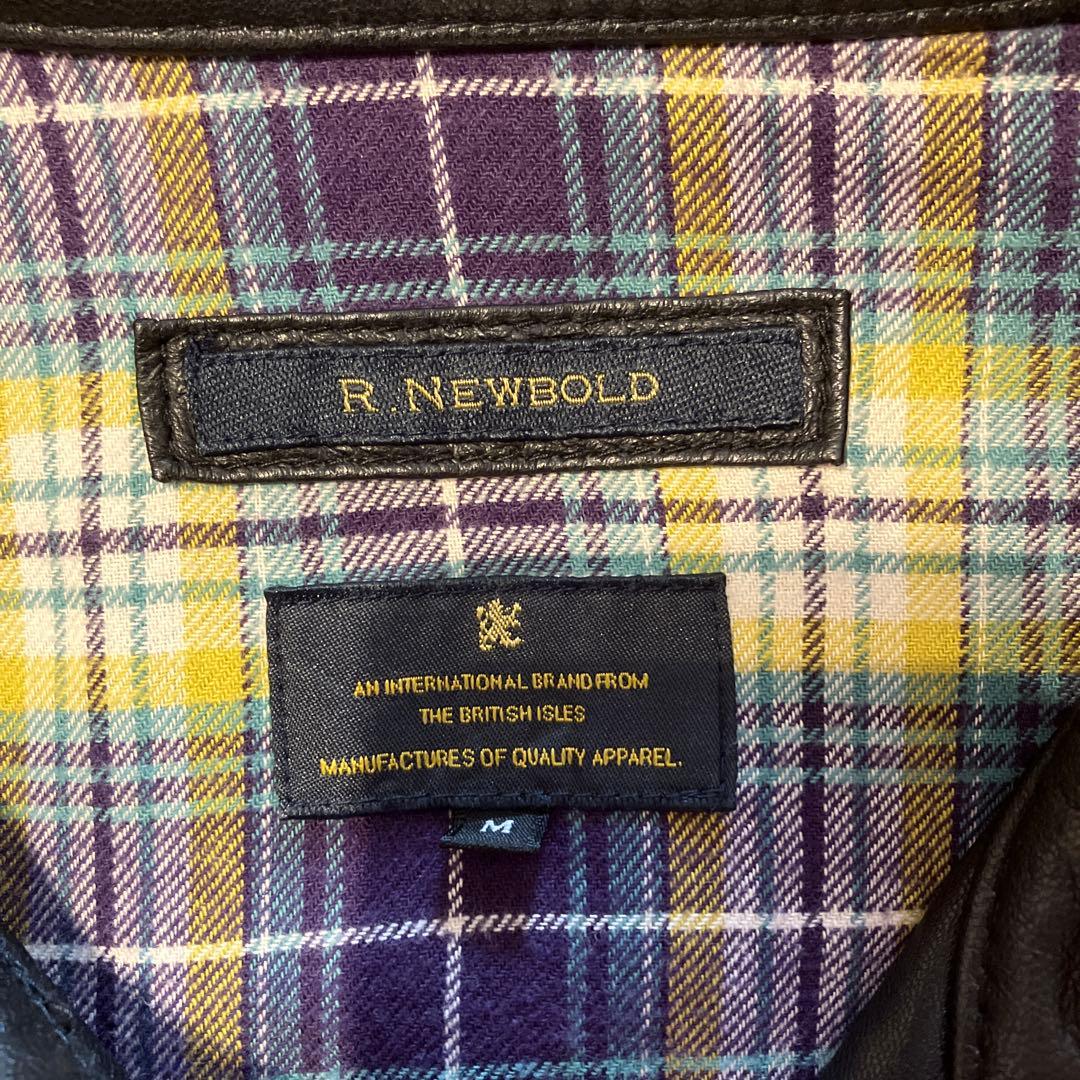 R. NEWBOLD
AN INTERNATIONAL BRAND FROM
THE BRITISH ISLES
MANUFACTURES OF QUALITY APPAREL.
M